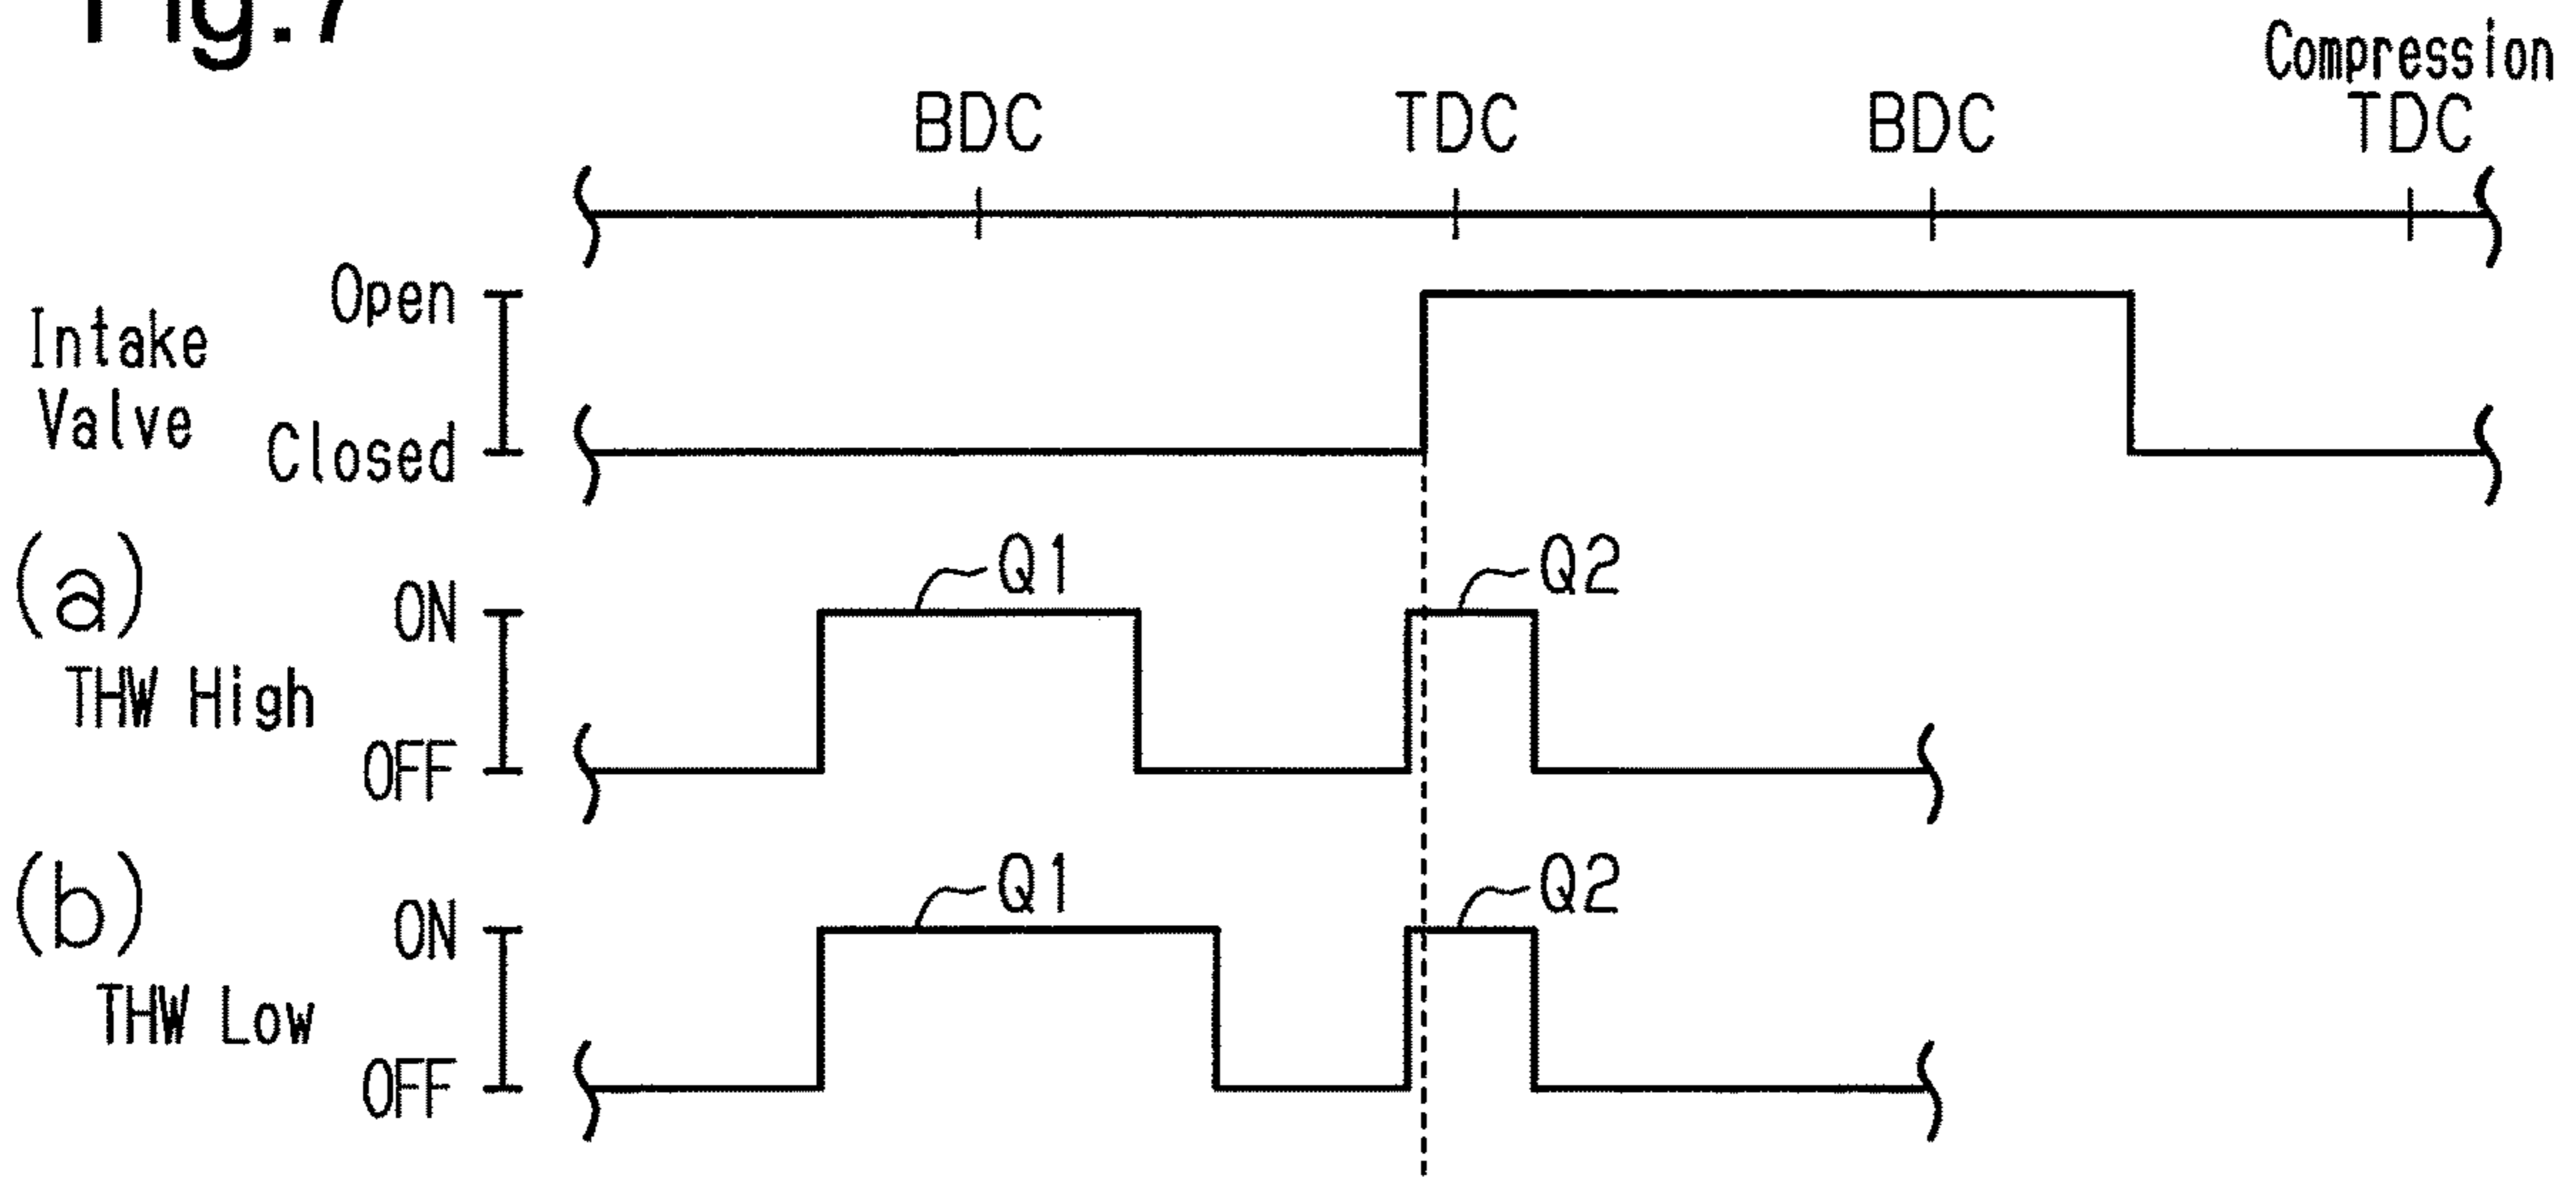 Fig.7
Compression
BDC TDC BDC TDC
Open
Intake
Valve
Closed
(a)
Q1 Q2
ON
THW High
OFF
(b)
Q1 Q2
ON
THW Low
OFF